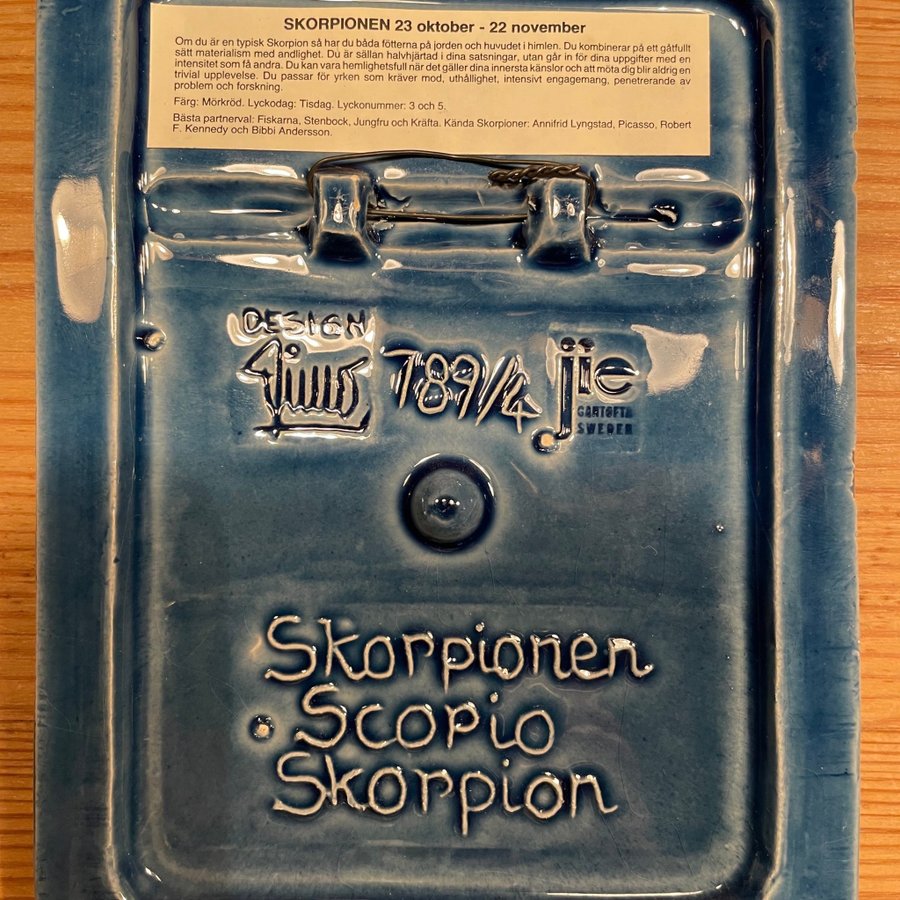 SKORPIONEN 23 oktober - 22 november
Om du är en typisk Skorpion så har du båda fötterna på jorden och huvudet i himlen. Du kombinerar på ett gåtfullt
sätt materialism med andlighet. Du är sällan halvhjärtad i dina satsningar, utan går in för dina uppgifter med en
intensitet som få andra. Du kan vara hemlighetsfull när det gäller dina innersta känslor och att möta dig blir aldrig en
trivial upplevelse. Du passar för yrken som kräver mod, uthållighet, intensivt engagemang, penetrerande av
problem och forskning.
Färg: Mörkröd. Lyckodag: Tisdag. Lyckonummer: 3 och 5.
Bästa partnerval: Fiskarna, Stenbock, Jungfru och Kräfta. Kända Skorpioner: Annifrid Lyngstad, Picasso, Robert
F. Kennedy och Bibbi Andersson.
DESIGN
789/4
jie
GANTOFTA
SWEDEN
Skorpionen
Scopio
Skorpion